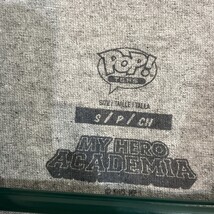 POP!
TEES
SIZE / TAILLE / TALLA
S / P / CH
MY HERO
ACADEMIA